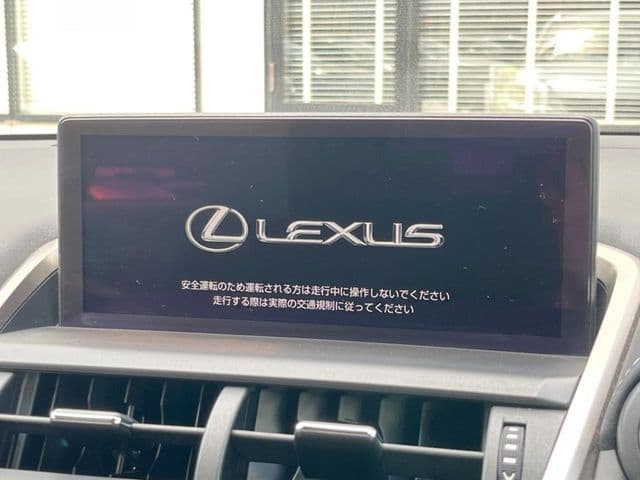 LEXUS
安全運転のため運転される方は走行中に操作しないでください
走行する際は実際の交通規制に従ってください